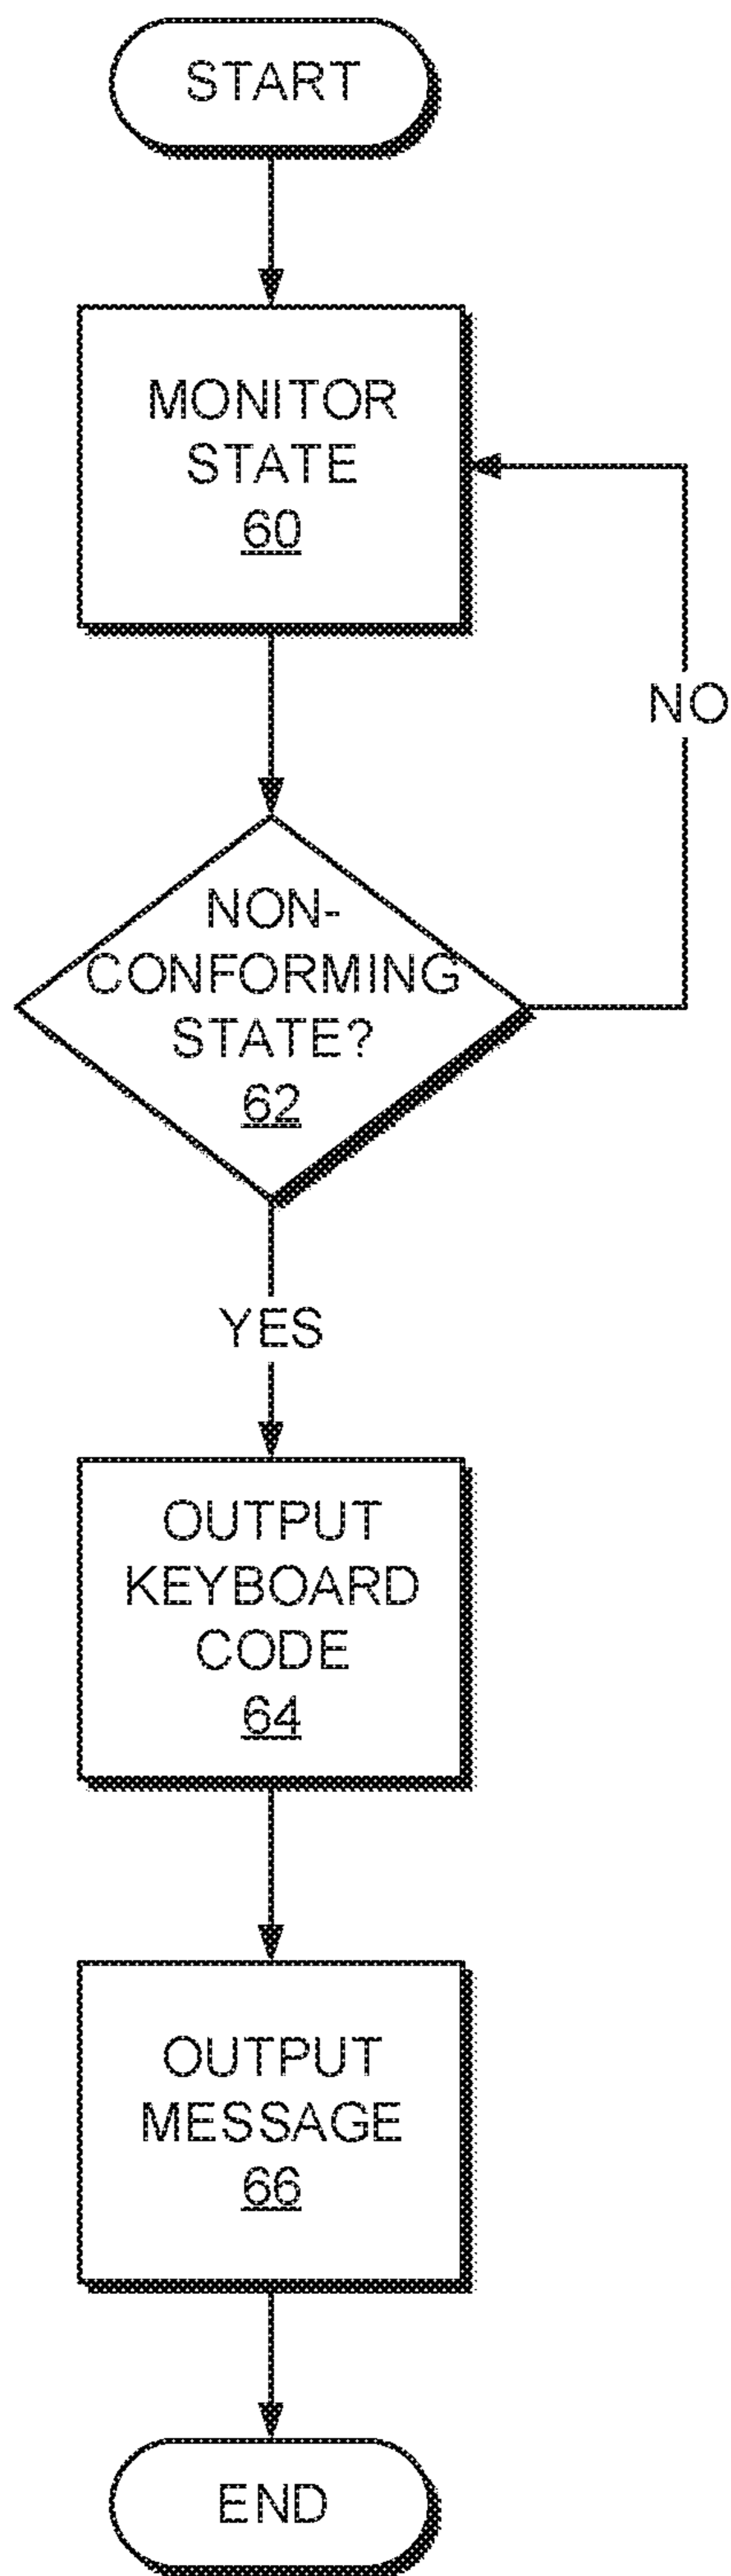 START
MONITOR
STATE
60
NO
NON-
CONFORMING
STATE?
62
YES
OUTPUT
KEYBOARD
CODE
64
OUTPUT
MESSAGE
66
END